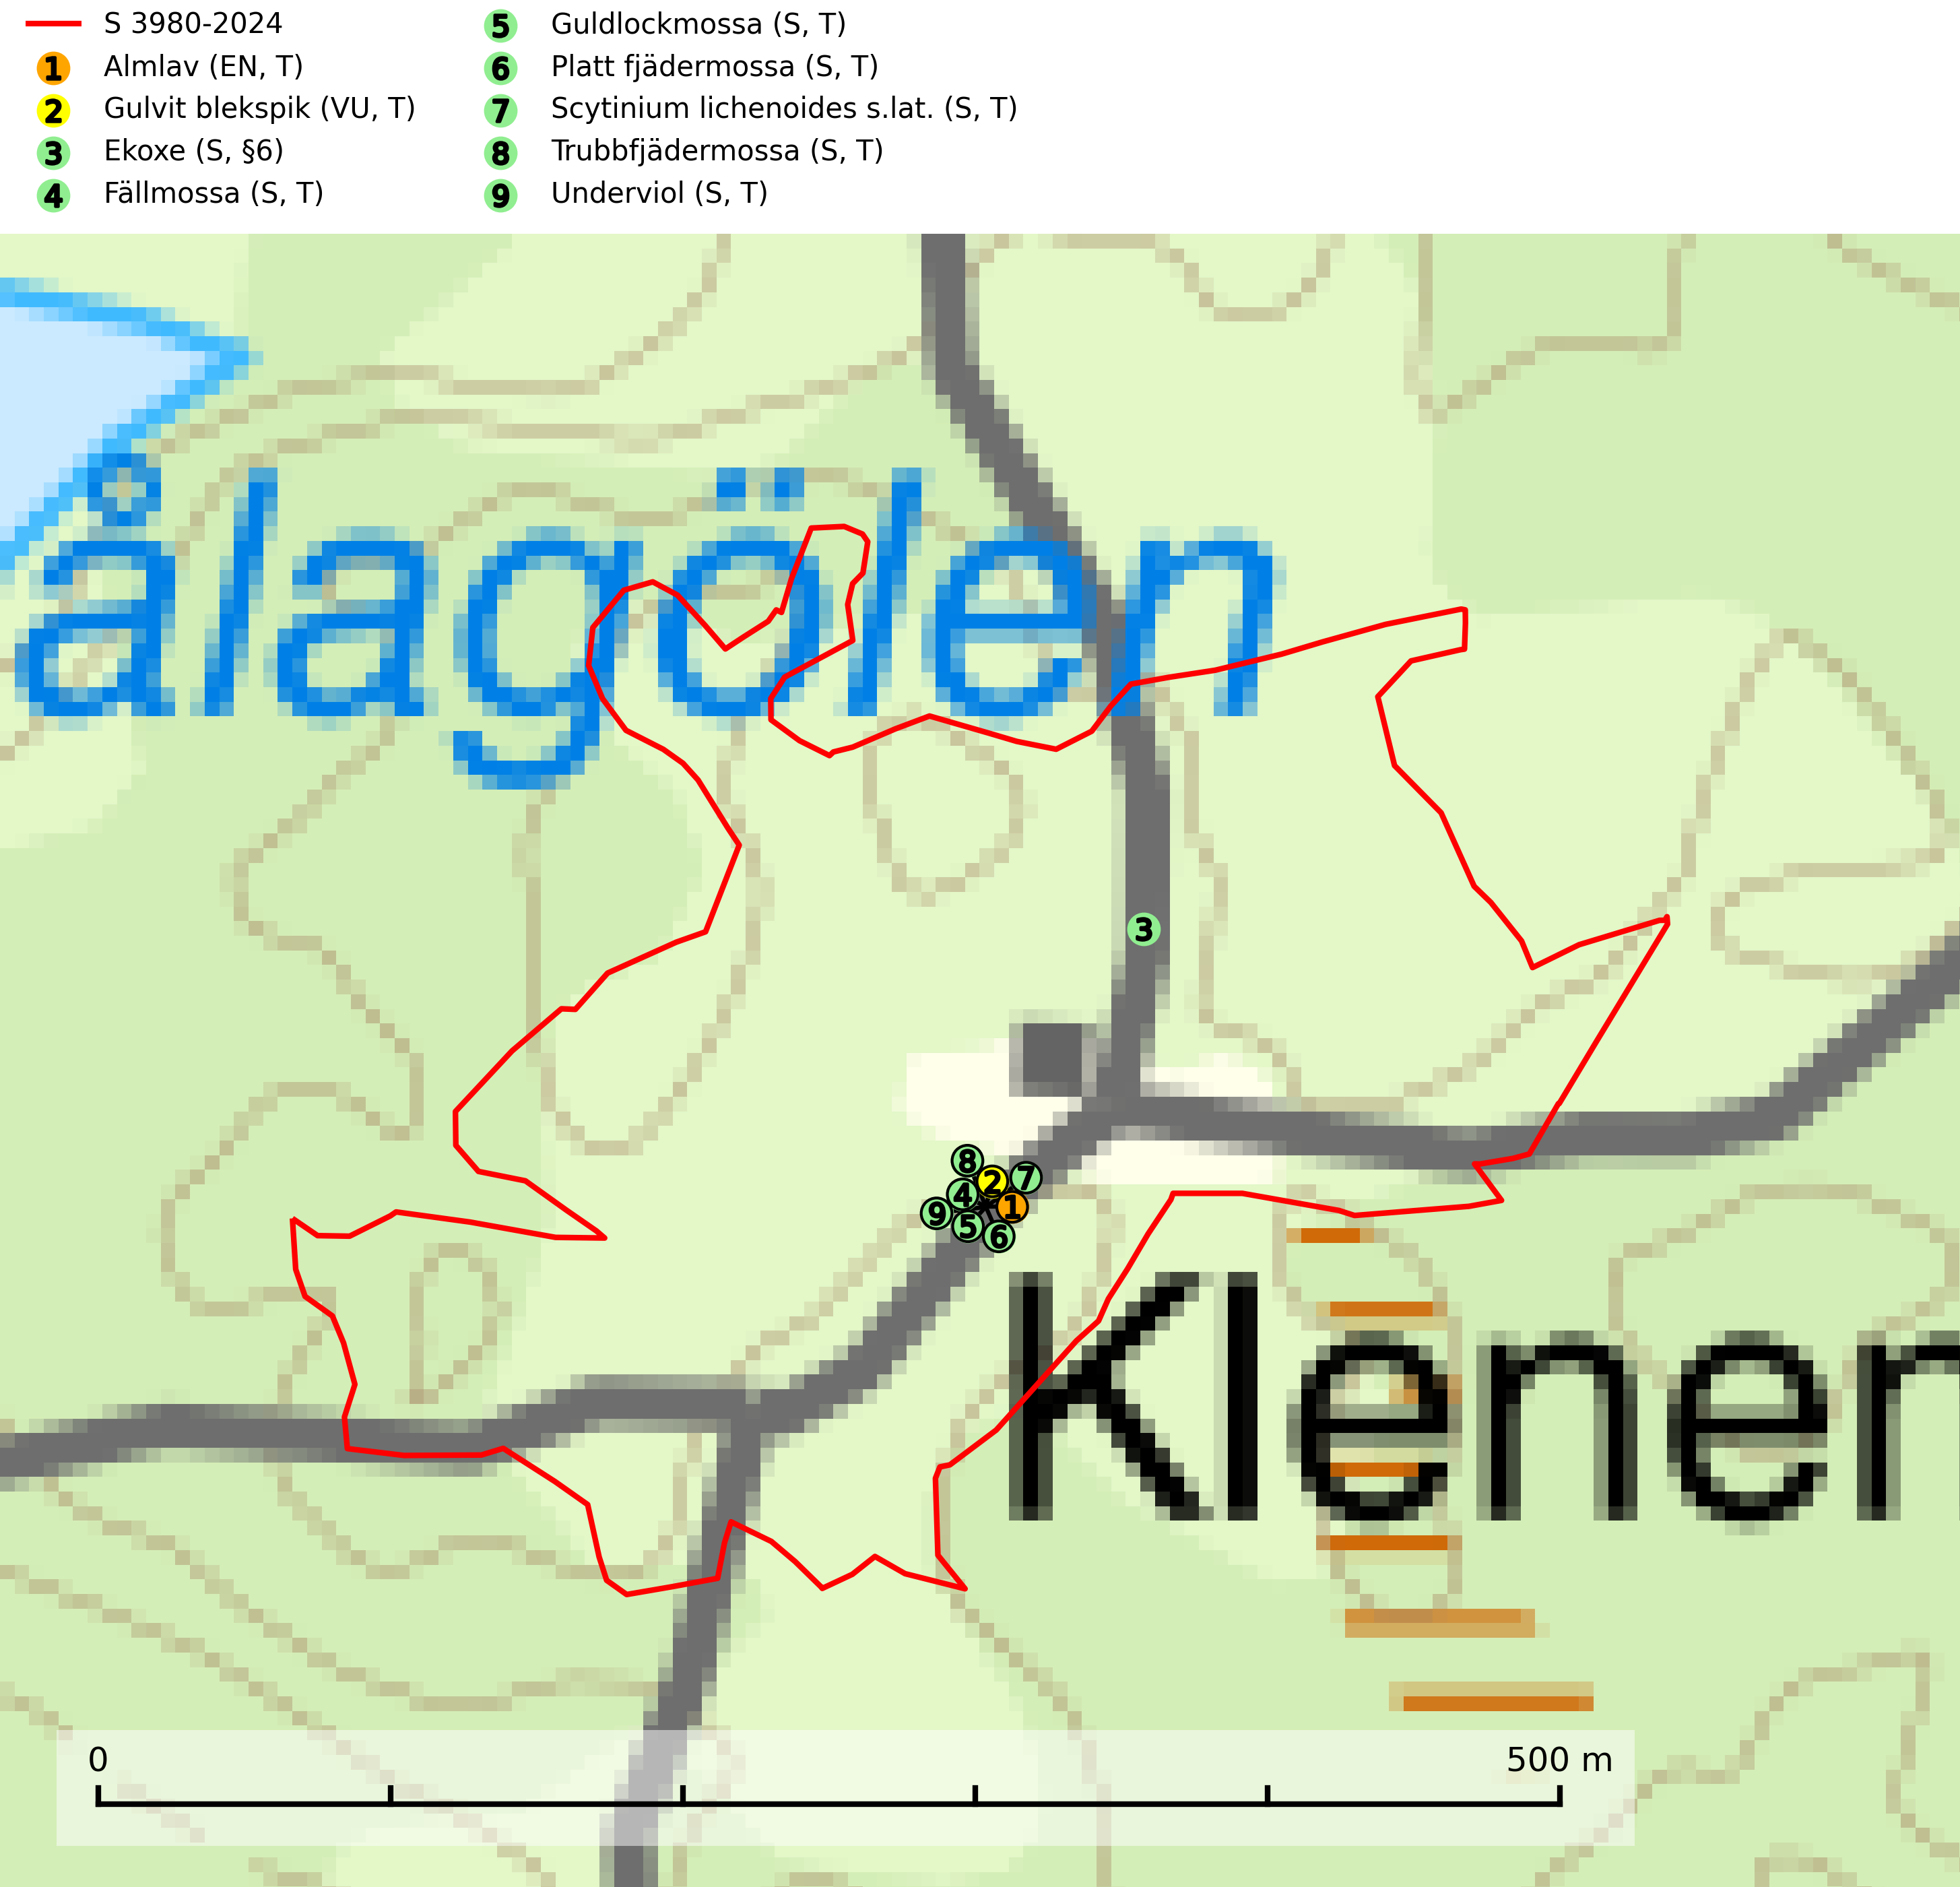 S 3980-2024
1 Almlav (EN, T)
2 Gulvit blekspik (VU, T)
3 Ekoxe (S, §6)
4 Fällmossa (S, T)
5 Guldlockmossa (S, T)
6 Platt fjädermossa (S, T)
7 Scytinium lichenoides s.lat. (S, T)
8 Trubbfjädermossa (S, T)
9 Underviol (S, T)
ålagölen
3
8
2
7
4
1
9
5
6
Klener
0
500 m